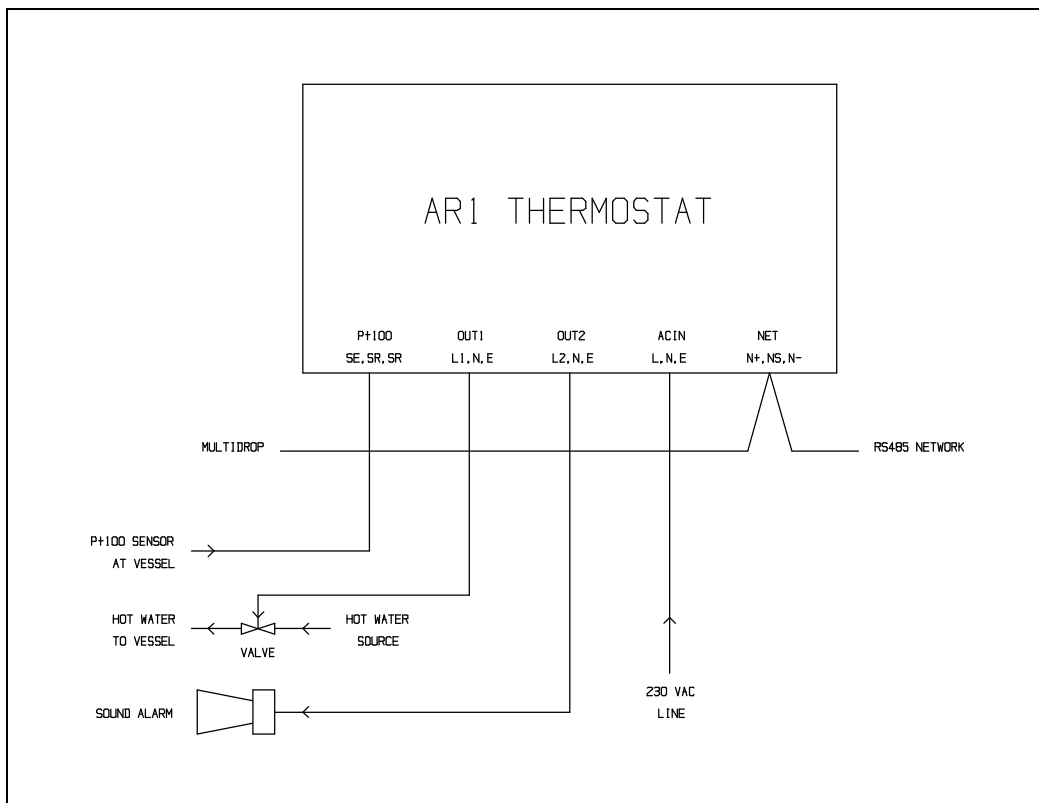 AR1 THERMOSTAT
Pt100 OUT1 OUT2 ACIN NET
SE,SR,SR L1,N,E L2,N,E L,N,E N+,NS,N-
MULTIDROP RS485 NETWORK
Pt100 SENSOR
AT VESSEL
HOT WATER
TO VESSEL
VALVE
HOT WATER
SOURCE
SOUND ALARM
230 VAC
LINE